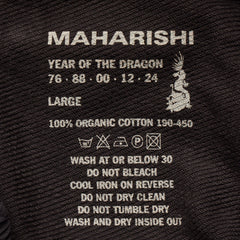 MAHARISHI
YEAR OF THE DRAGON
76 · 88 · 00 · 12 · 24
LARGE
100% ORGANIC COTTON 190-450
WASH AT OR BELOW 30
DO NOT BLEACH
COOL IRON ON REVERSE
DO NOT DRY CLEAN
DO NOT TUMBLE DRY
WASH AND DRY INSIDE OUT